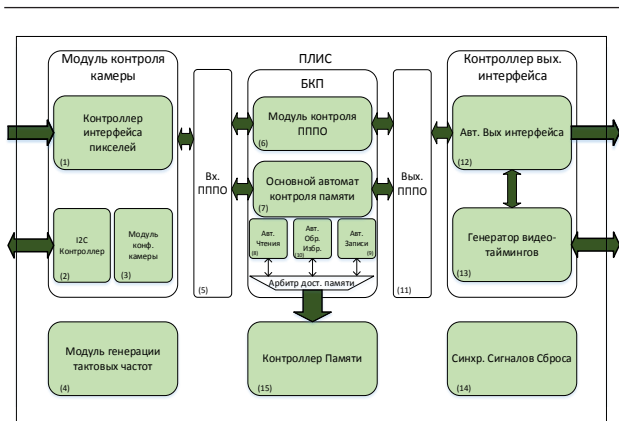 ПЛИС
Модуль контроля
камеры
Контроллер
интерфейса
пикселей
(1)
I2C
Контроллер
(2)
Модуль
конф.
камеры
(3)
Вх.
ПППО
(5)
БКП
Модуль контроля
ПППО
(6)
Основной автомат
контроля памяти
(7)
Авт.
Чтения
(8)
Авт.
Обр.
Избр.
(10)
Авт.
Записи
(9)
Арбитр дост. памяти
Вых.
ПППО
(11)
Контроллер вых.
интерфейса
Авт. Вых интерфейса
(12)
Генератор видео-
таймингов
(13)
Модуль генерации
тактовых частот
(4)
Контроллер Памяти
(15)
Синхр. Сигналов Сброса
(14)